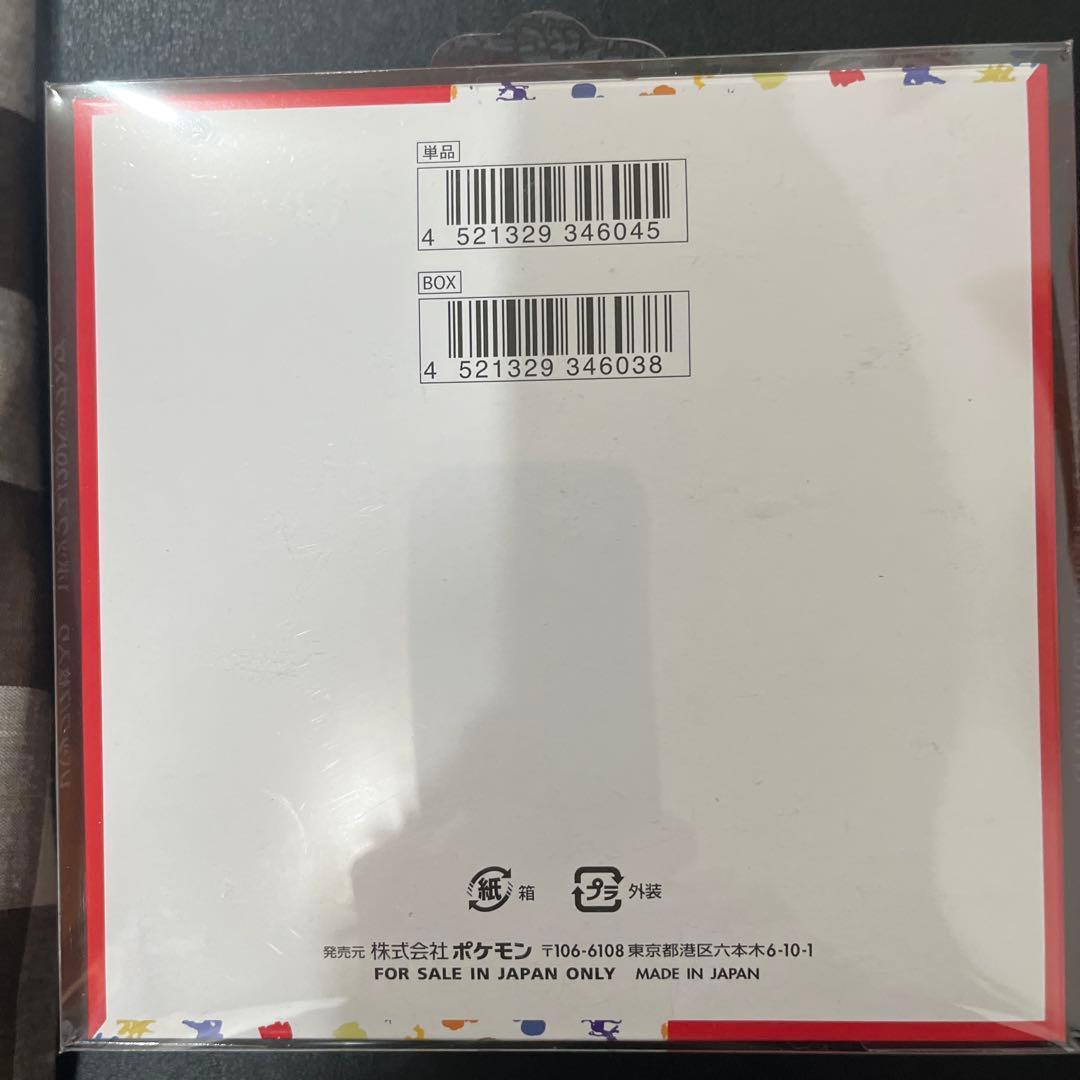 単品
4 521329 346045
BOX
4 521329 346038
紙 箱 プラ 外装
発売元 株式会社 ポケモン 〒106-6108 東京都港区六本木6-10-1
FOR SALE IN JAPAN ONLY MADE IN JAPAN